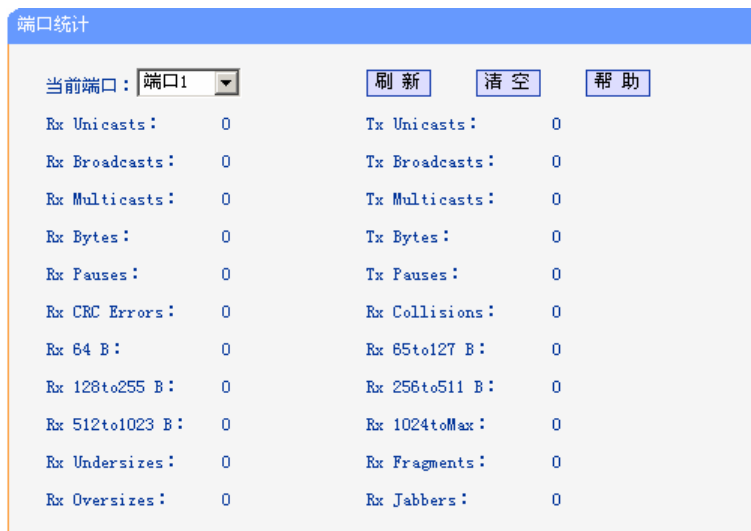 端口统计
当前端口： 端口1 刷 新 清 空 帮 助
Rx Unicasts： 0 Tx Unicasts： 0
Rx Broadcasts： 0 Tx Broadcasts： 0
Rx Multicasts： 0 Tx Multicasts： 0
Rx Bytes： 0 Tx Bytes： 0
Rx Pauses： 0 Tx Pauses： 0
Rx CRC Errors： 0 Rx Collisions： 0
Rx 64 B： 0 Rx 65to127 B： 0
Rx 128to255 B： 0 Rx 256to511 B： 0
Rx 512to1023 B： 0 Rx 1024toMax： 0
Rx Undersizes： 0 Rx Fragments： 0
Rx Oversizes： 0 Rx Jabbers： 0